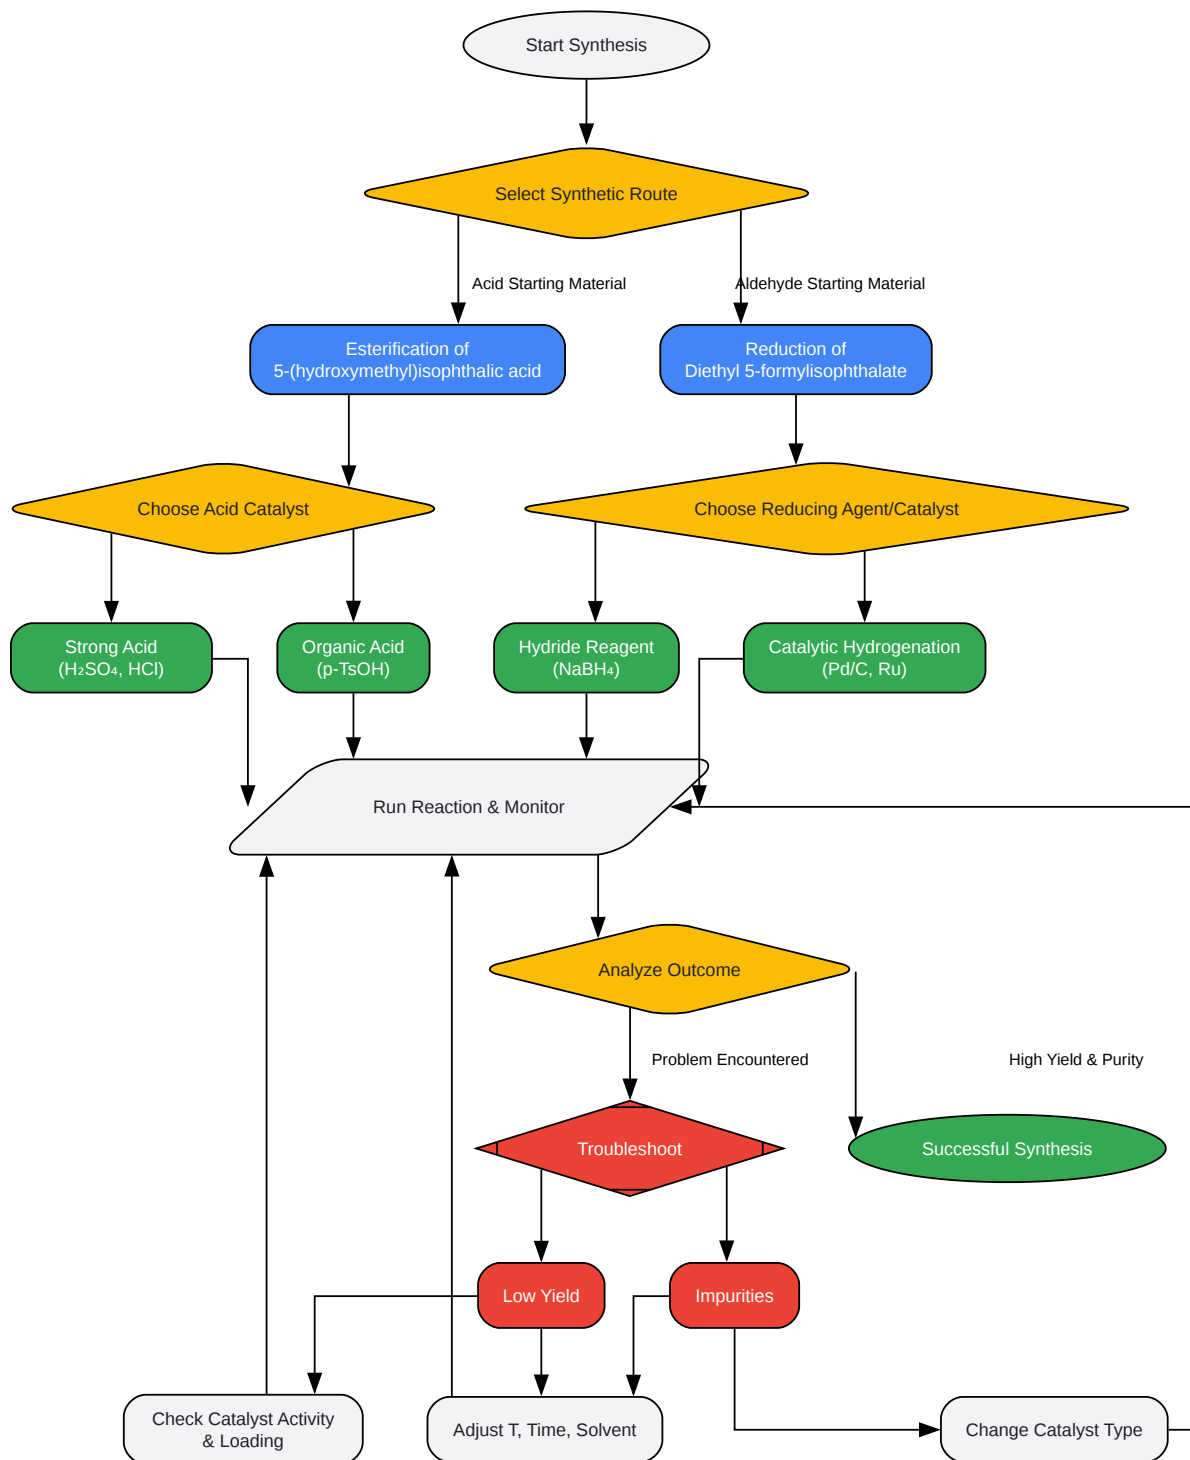 Start Synthesis
Select Synthetic Route
Acid Starting Material
Aldehyde Starting Material
Esterification of
5-(hydroxymethyl)isophthalic acid
Reduction of
Diethyl 5-formylisophthalate
Choose Acid Catalyst
Choose Reducing Agent/Catalyst
Strong Acid
(H₂SO₄, HCl)
Organic Acid
(p-TsOH)
Hydride Reagent
(NaBH₄)
Catalytic Hydrogenation
(Pd/C, Ru)
Run Reaction & Monitor
Analyze Outcome
Problem Encountered
High Yield & Purity
Troubleshoot
Successful Synthesis
Low Yield
Impurities
Check Catalyst Activity
& Loading
Adjust T, Time, Solvent
Change Catalyst Type